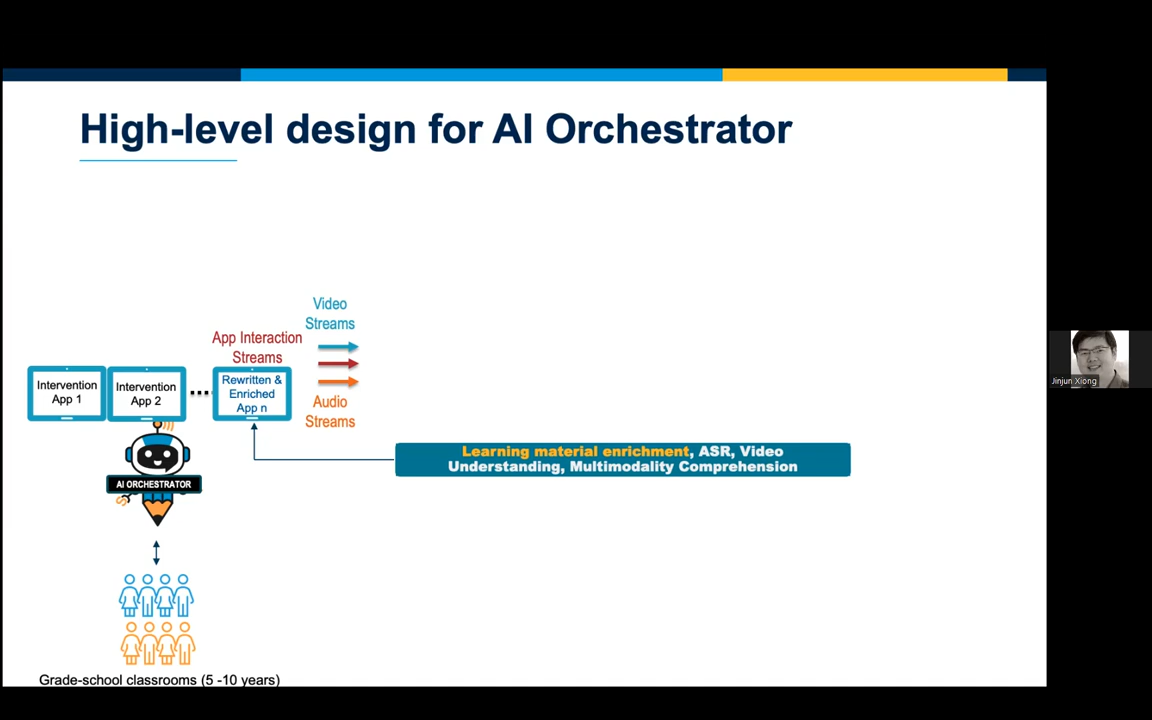 High-level design for AI Orchestrator
Video
Streams
App Interaction
Streams
Intervention
App 1
Intervention
App 2
Rewritten &
Enriched
App n
Audio
Streams
Learning material enrichment, ASR, Video
Understanding, Multimodality Comprehension
AI ORCHESTRATOR
Grade-school classrooms (5 -10 years)
Jinjun Xiong